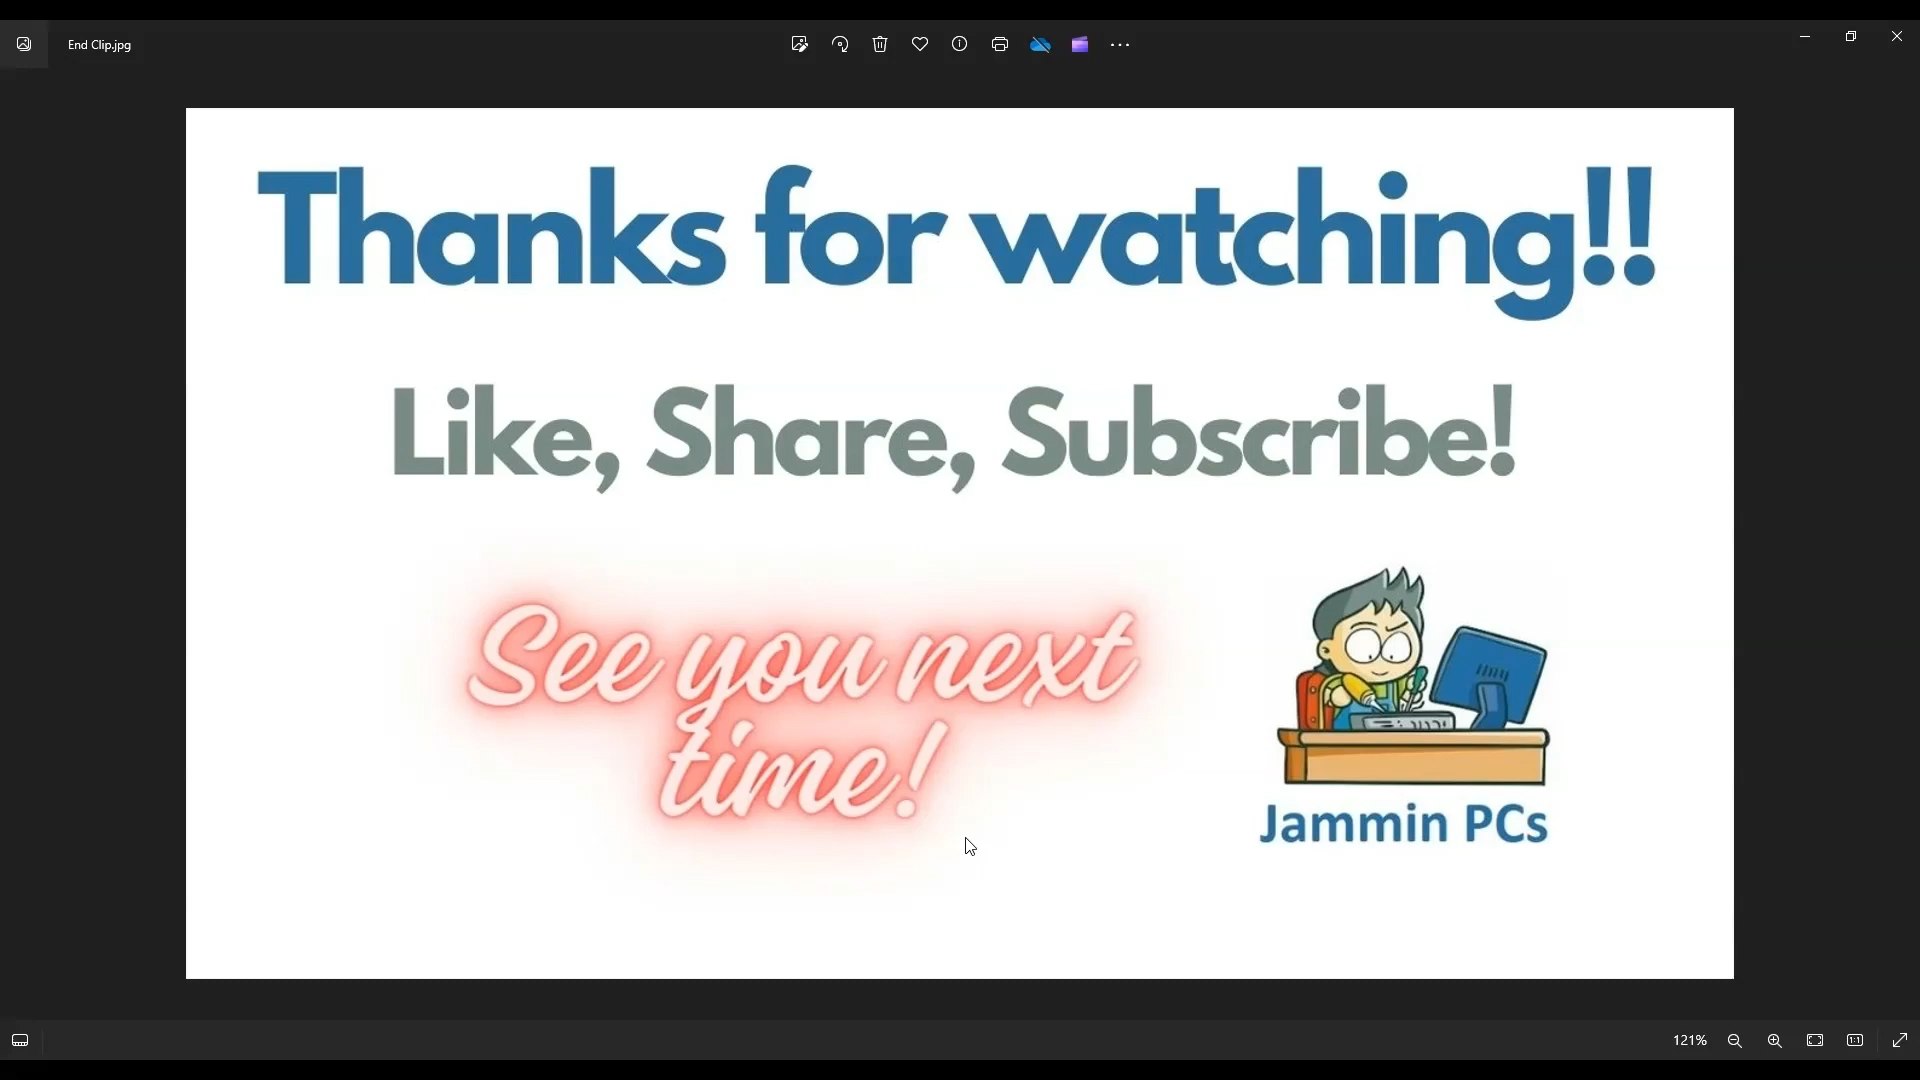 End Clip.jpg
Thanks for watching!!
Like, Share, Subscribe!
See you next
time!
Jammin PCs
121%